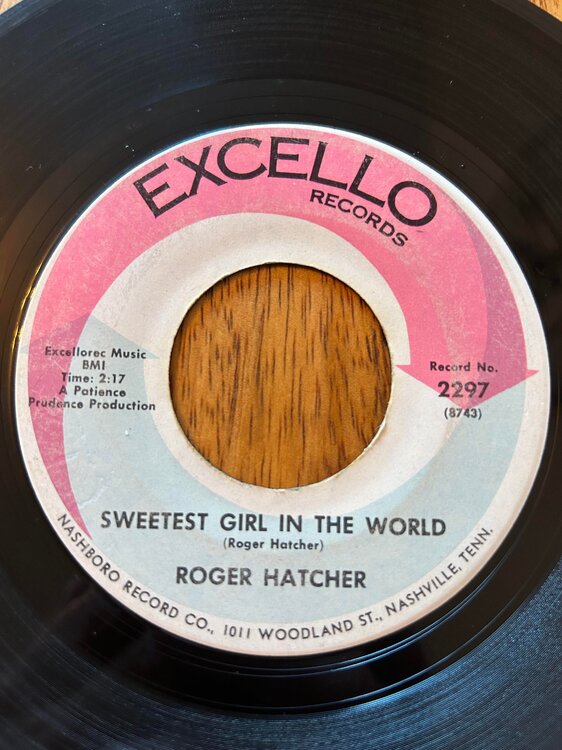 EXCELLO
RECORDS
Excellorec Music
BMI
Time: 2:17
A Patience
Prudence Production
Record No.
2297
(8743)
SWEETEST GIRL IN THE WORLD
(Roger Hatcher)
ROGER HATCHER
NASHBORO RECORD CO., 1011 WOODLAND ST., NASHVILLE, TENN.